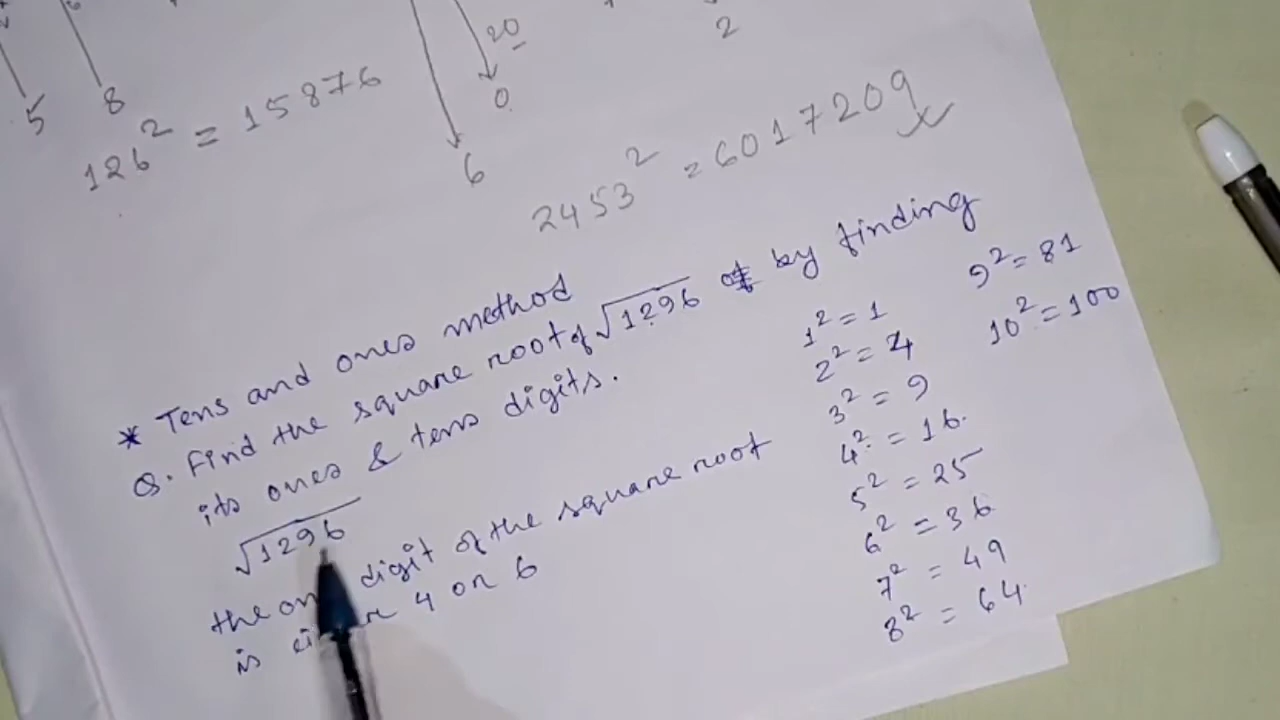 20
2
5
8
0
6
126² = 15876
2453² = 6017209
* Tens and ones method
Q. Find the square root of √1296 by finding
its ones & tens digits.
√1296
the digit of the square root
is 4 or 6
1² = 1
2² = 4
3² = 9
4² = 16
5² = 25
6² = 36
7² = 49
8² = 64
9² = 81
10² = 100